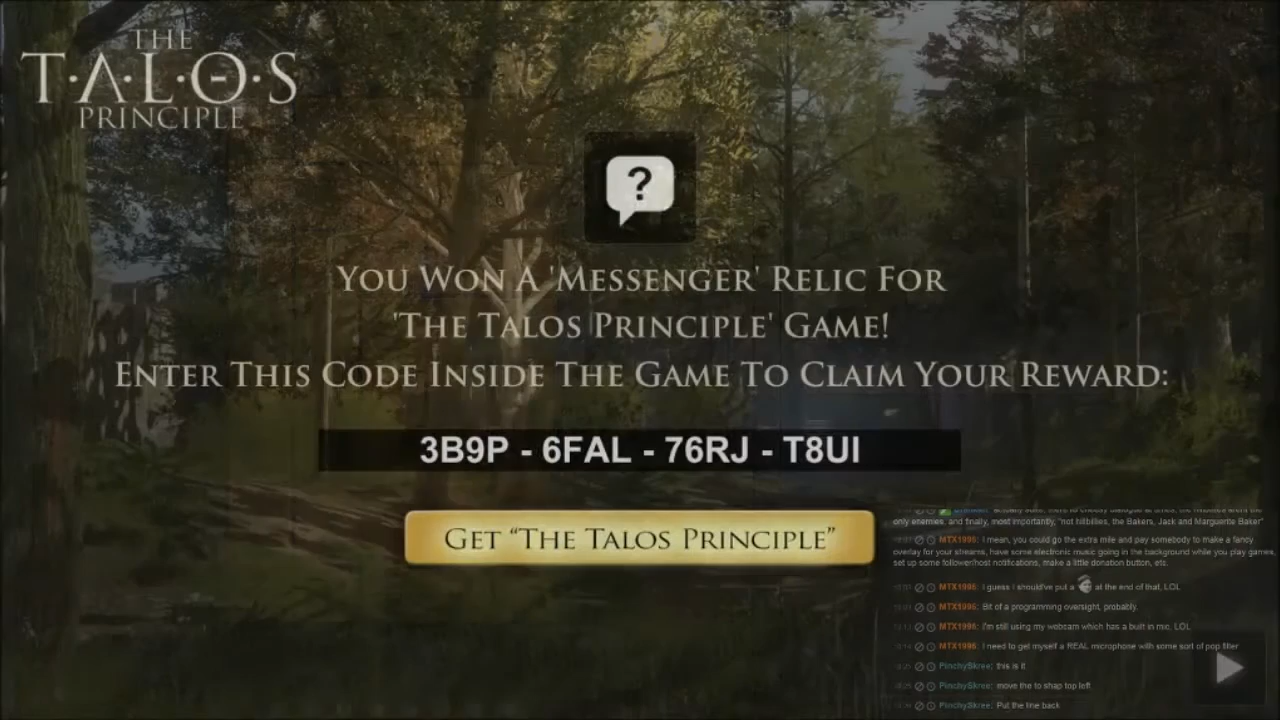 THE
T·A·L·O·S
PRINCIPLE
?
YOU WON A 'MESSENGER' RELIC FOR
'THE TALOS PRINCIPLE' GAME!
ENTER THIS CODE INSIDE THE GAME TO CLAIM YOUR REWARD:
3B9P - 6FAL - 76RJ - T8UI
GET “THE TALOS PRINCIPLE”
only enemies, and finally, most importantly, "not hillbillies, the Bakers, Jack and Marguerite Baker"
MTX1996: I mean, you could go the extra mile and pay somebody to make a fancy
overlay for your streams, have some electronic music going in the background while you play games,
set up some follower/host notifications, make a little donation button, etc.
MTX1996: I guess I should've put a at the end of that, LOL
MTX1996: Bit of a programming oversight, probably.
MTX1996: I'm still using my webcam which has a built in mic, LOL
MTX1996: I need to get myself a REAL microphone with some sort of pop filter
PinchySkree: this is it
PinchySkree: move the to shap top left
PinchySkree: Put the line back